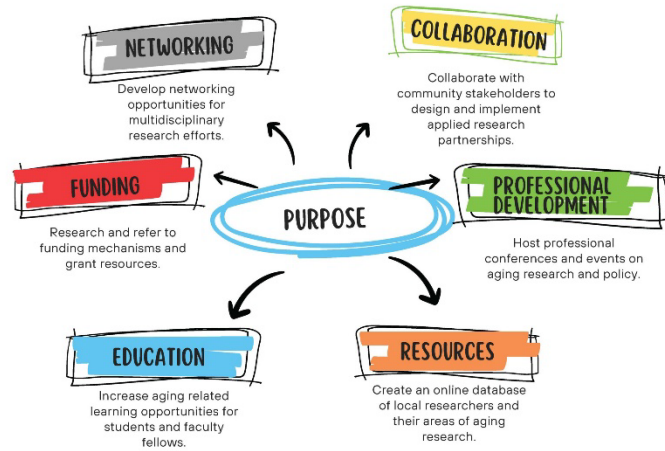 NETWORKING
Develop networking
opportunities for
multidisciplinary
research efforts.
COLLABORATION
Collaborate with
community stakeholders to
design and implement
applied research
partnerships.
FUNDING
Research and refer to
funding mechanisms and
grant resources.
PURPOSE
PROFESSIONAL
DEVELOPMENT
Host professional
conferences and events on
aging research and policy.
EDUCATION
Increase aging related
learning opportunities for
students and faculty
fellows.
RESOURCES
Create an online database
of local researchers and
their areas of aging
research.